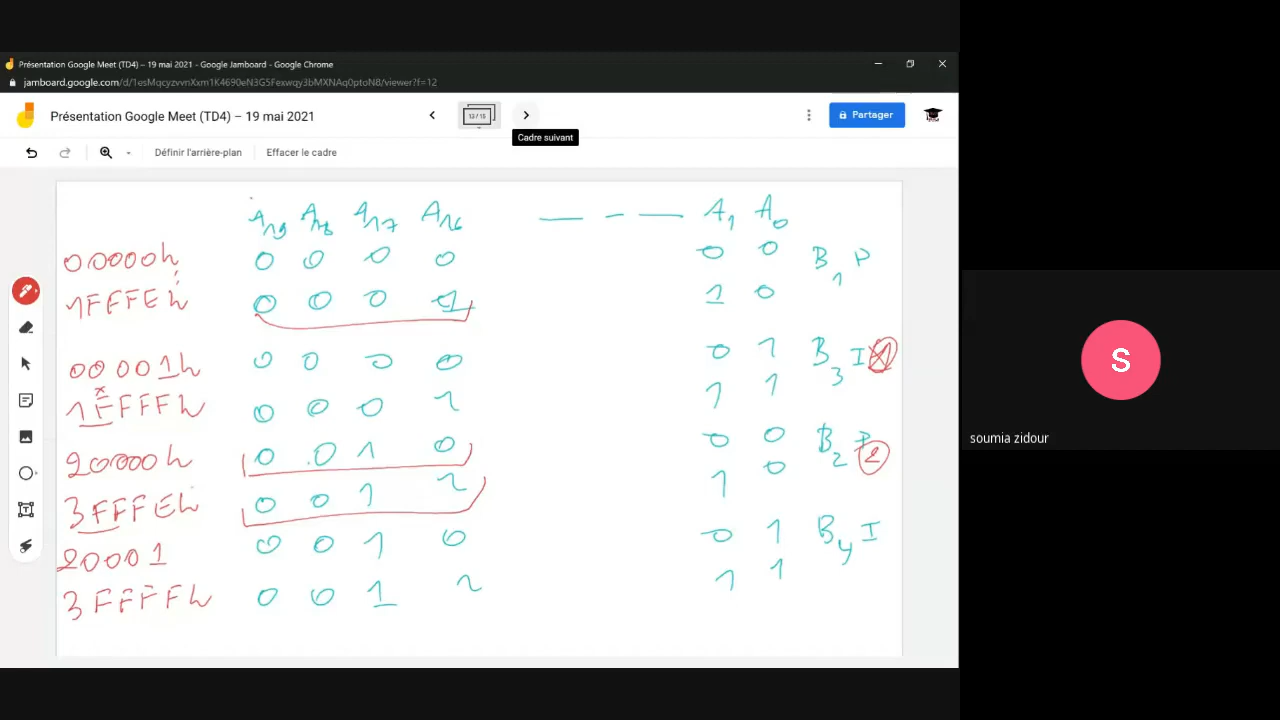 Présentation Google Meet (TD4) – 19 mai 2021 - Google Jamboard - Google Chrome
jamboard.google.com/d/1esMqcyzvvnXxm1K4690eN3G5Fexwqy3bMXNAq0ptoN8/viewer?f=12
Présentation Google Meet (TD4) – 19 mai 2021
13 / 15
Partager
Cadre suivant
Définir l'arrière-plan Effacer le cadre
A19 A18 A17 A16 — - — A1 A0
00000h 0 0 0 0 0 0 B1 P
1FFFEh 0 0 0 1 1 0
00001h 0 0 0 0 0 1 B3 I
1FFFFh 0 0 0 1 1 1
20000h 0 0 1 0 0 0 B2 P 2
3FFFEh 0 0 1 1 1 0
20001 0 0 1 0 0 1 B4 I
3FFFFh 0 0 1 1 1 1
S
soumia zidour